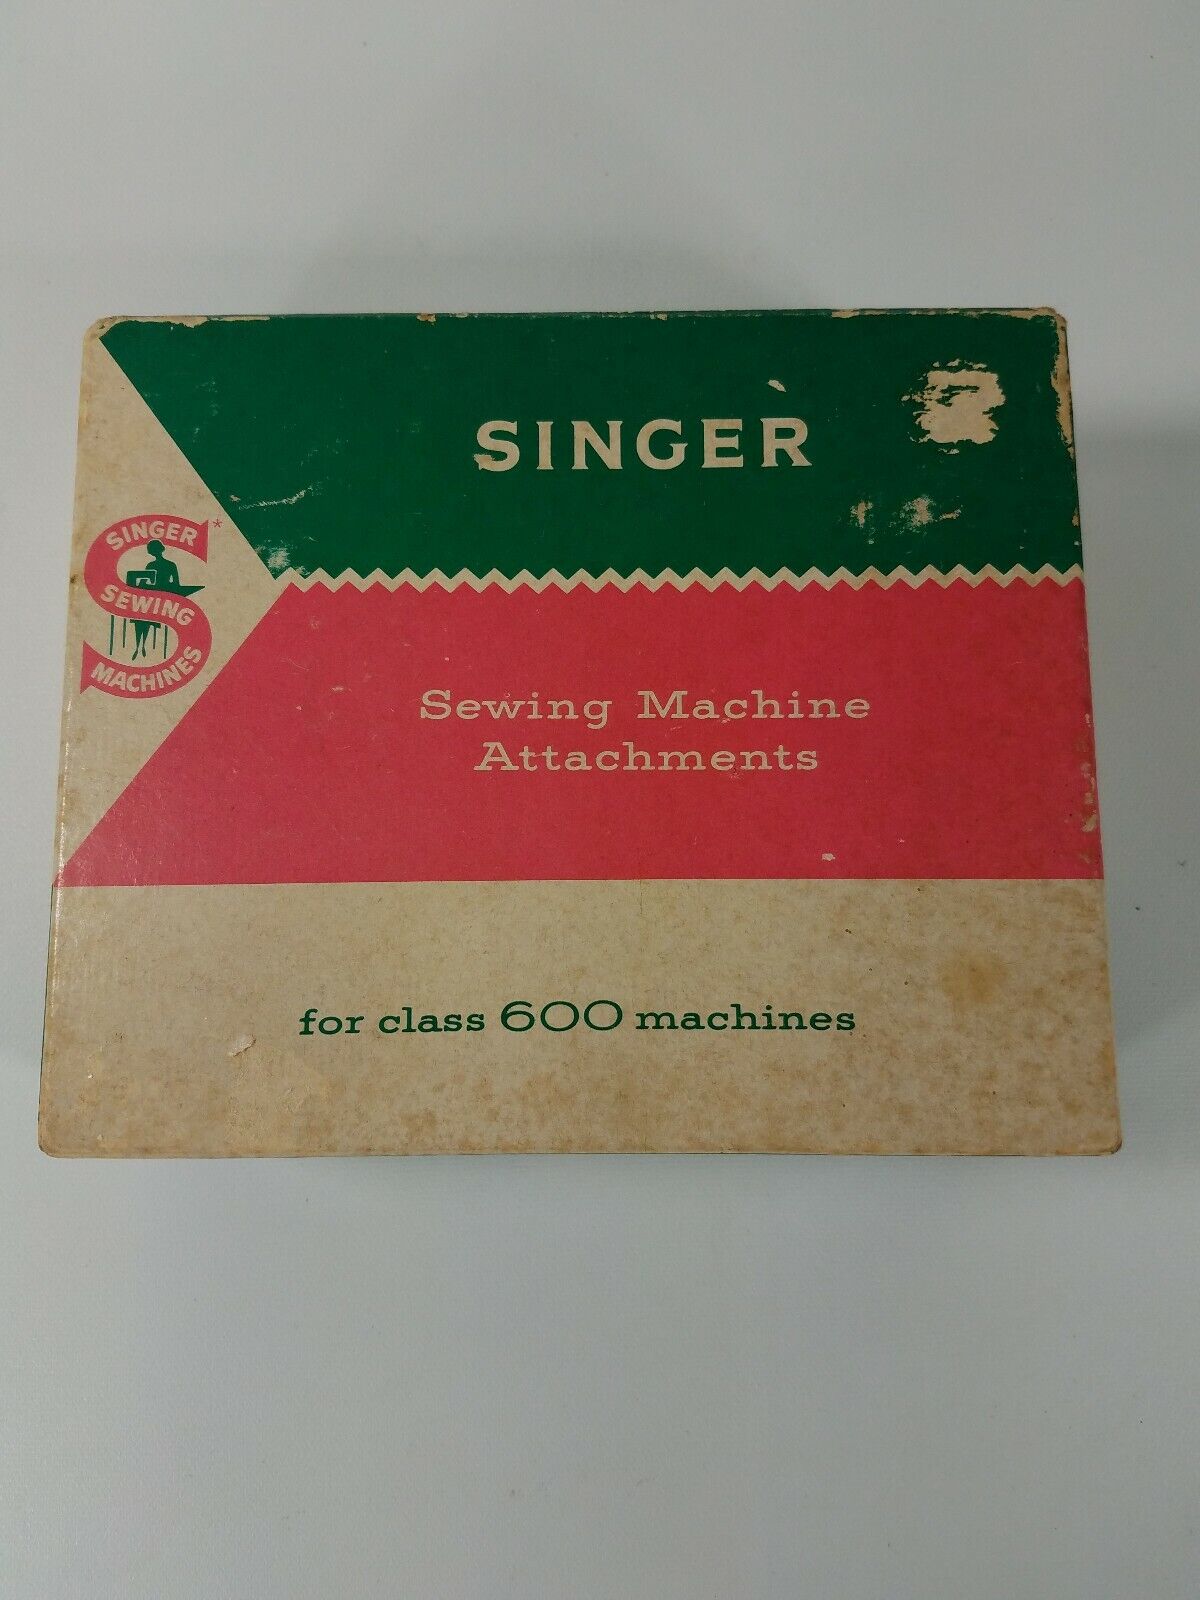 SINGER
SINGER*
SEWING
MACHINES
Sewing Machine
Attachments
for class 600 machines